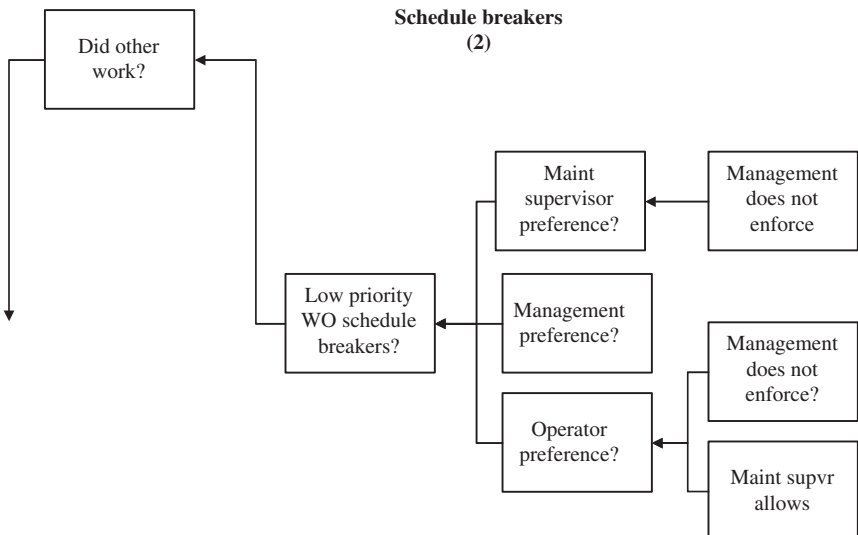 Schedule breakers
(2)
Did other
work?
Maint
supervisor
preference?
Management
does not
enforce
Low priority
WO schedule
breakers?
Management
preference?
Management
does not
enforce?
Operator
preference?
Maint supvr
allows